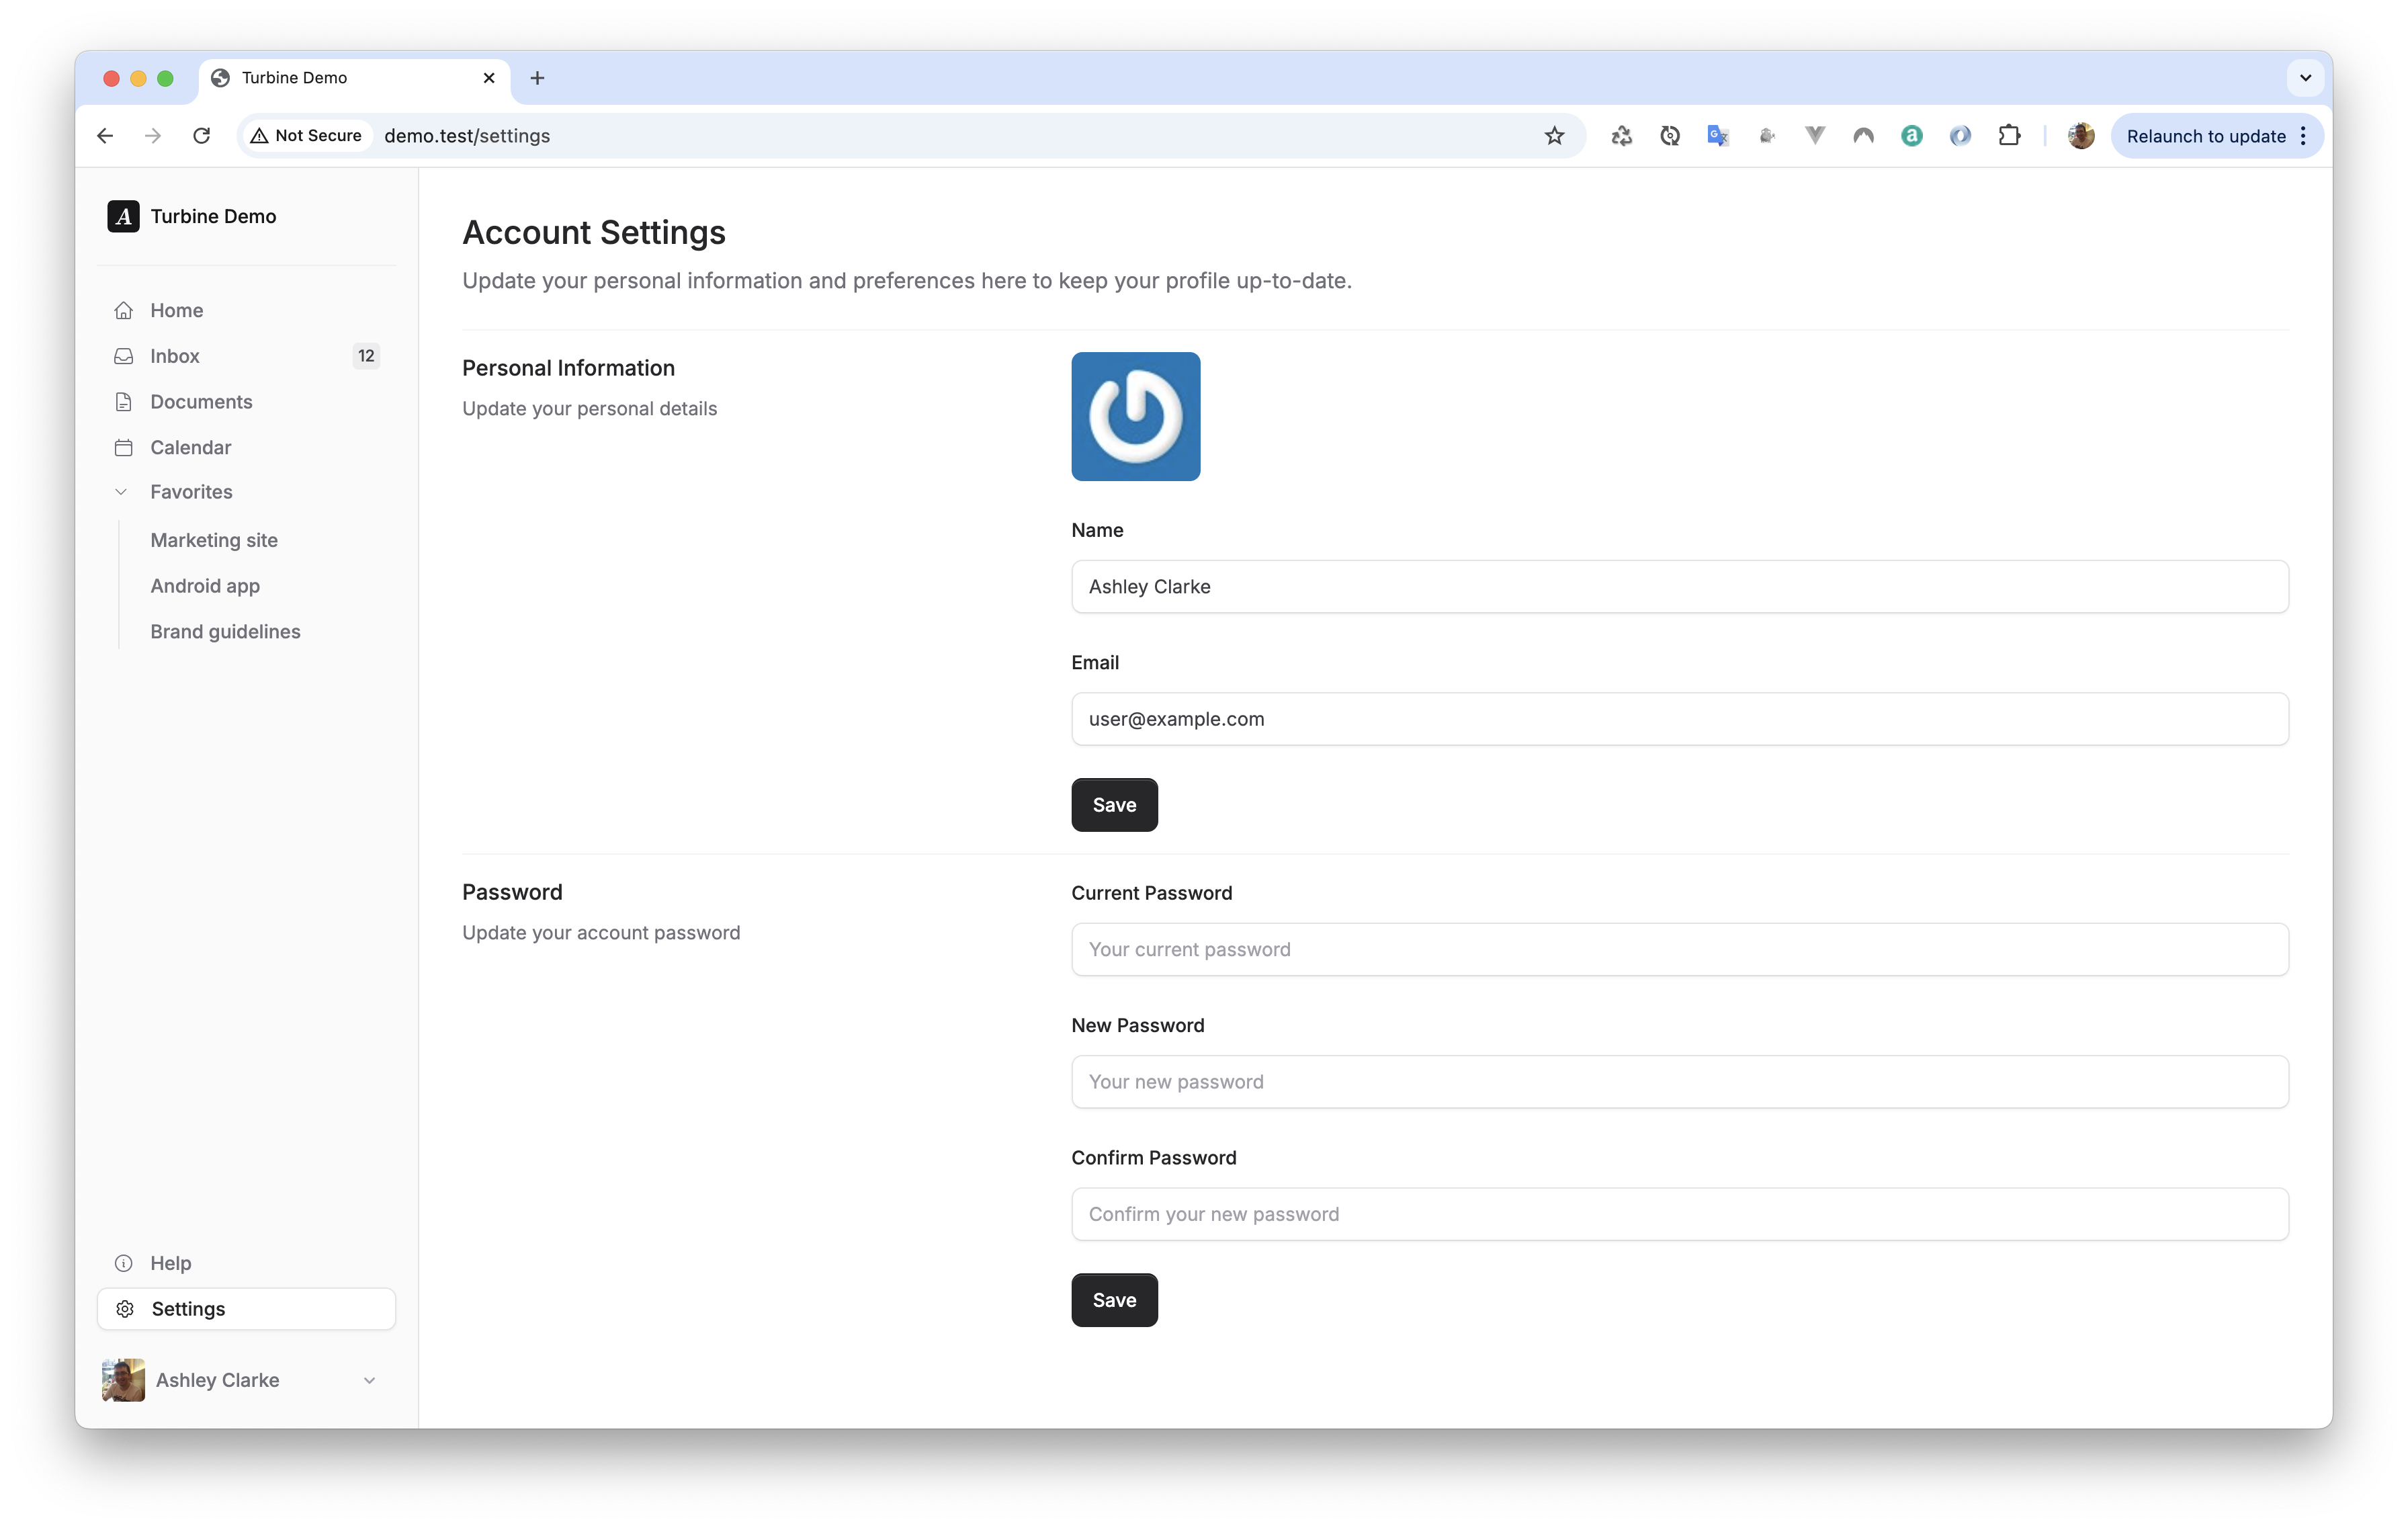 Turbine Demo
Not Secure
demo.test/settings
Relaunch to update
A
Turbine Demo
Home
Inbox
12
Documents
Calendar
Favorites
Marketing site
Android app
Brand guidelines
Help
Settings
Ashley Clarke
Account Settings
Update your personal information and preferences here to keep your profile up-to-date.
Personal Information
Update your personal details
Name
Ashley Clarke
Email
user@example.com
Save
Password
Update your account password
Current Password
Your current password
New Password
Your new password
Confirm Password
Confirm your new password
Save